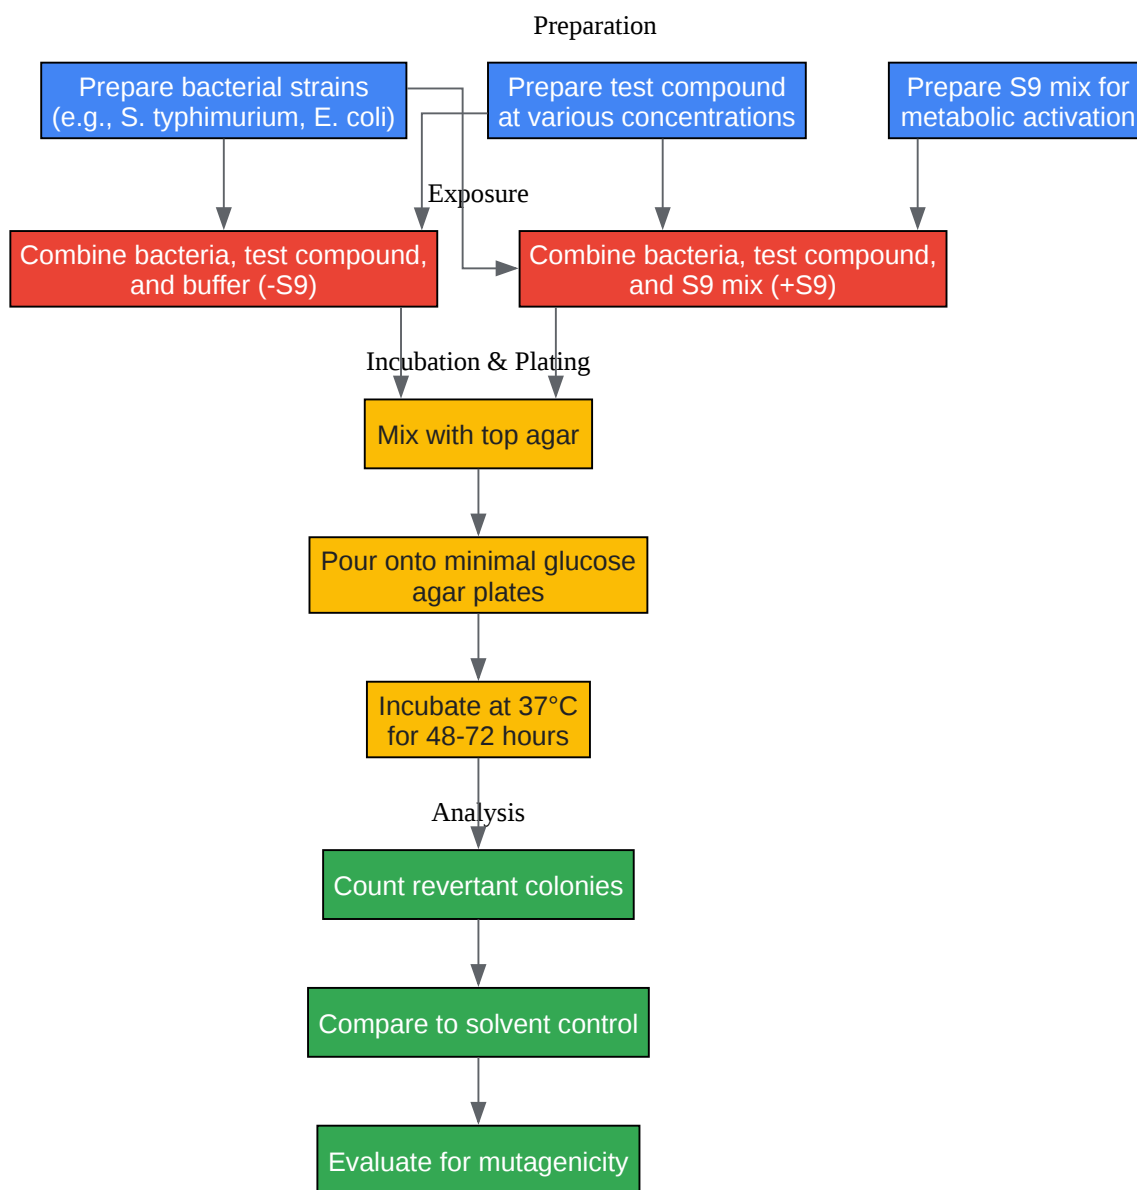 Preparation
Prepare bacterial strains
(e.g., S. typhimurium, E. coli)
Prepare test compound
at various concentrations
Prepare S9 mix for
metabolic activation
Exposure
Combine bacteria, test compound,
and buffer (-S9)
Combine bacteria, test compound,
and S9 mix (+S9)
Incubation & Plating
Mix with top agar
Pour onto minimal glucose
agar plates
Incubate at 37°C
for 48-72 hours
Analysis
Count revertant colonies
Compare to solvent control
Evaluate for mutagenicity